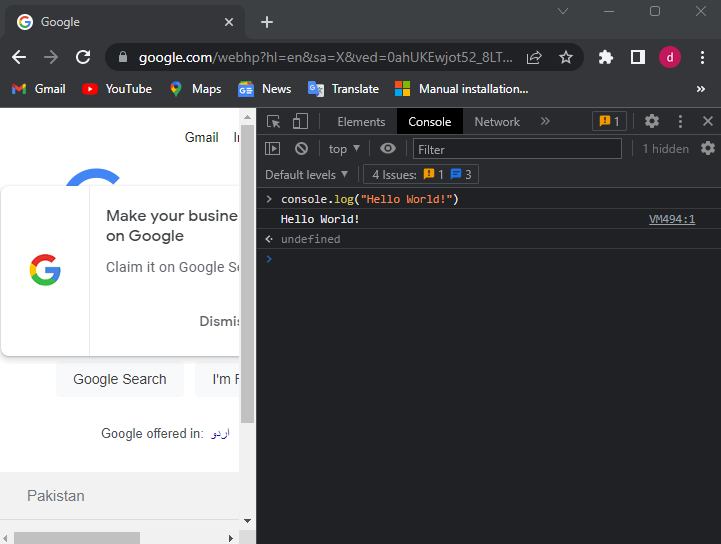 Google
google.com/webhp?hl=en&sa=X&ved=0ahUKEwjot52_8LT...
d
Gmail YouTube Maps News Translate Manual installation... »
Gmail
Make your busine
on Google
Claim it on Google Se
Dismis
Google Search I'm F
Google offered in: اردو
Pakistan
Elements Console Network » 1
top Filter 1 hidden
Default levels 4 Issues: 1 3
console.log("Hello World!")
Hello World! VM494:1
undefined